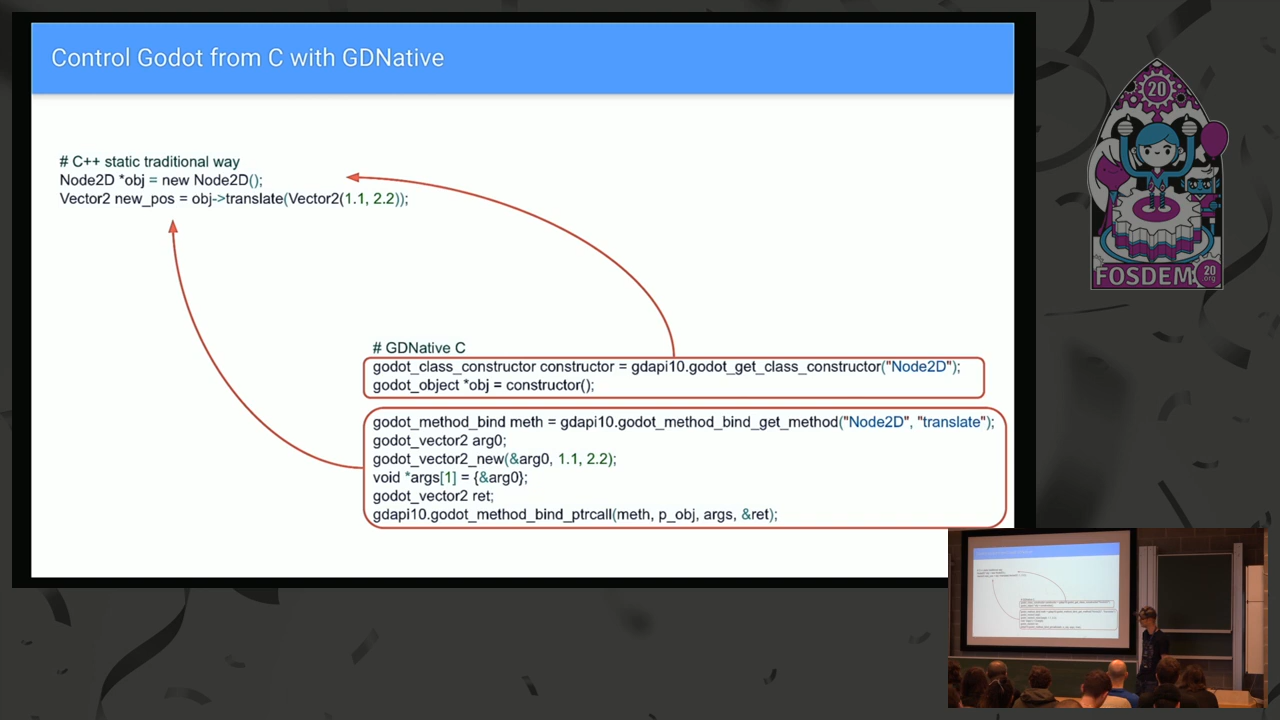 Control Godot from C with GDNative
# C++ static traditional way
Node2D *obj = new Node2D();
Vector2 new_pos = obj->translate(Vector2(1.1, 2.2));
# GDNative C
godot_class_constructor constructor = gdapi10.godot_get_class_constructor("Node2D");
godot_object *obj = constructor();
godot_method_bind meth = gdapi10.godot_method_bind_get_method("Node2D", "translate");
godot_vector2 arg0;
godot_vector2_new(&arg0, 1.1, 2.2);
void *args[1] = {&arg0};
godot_vector2 ret;
gdapi10.godot_method_bind_ptrcall(meth, p_obj, args, &ret);
20
FOSDEM
20
.org